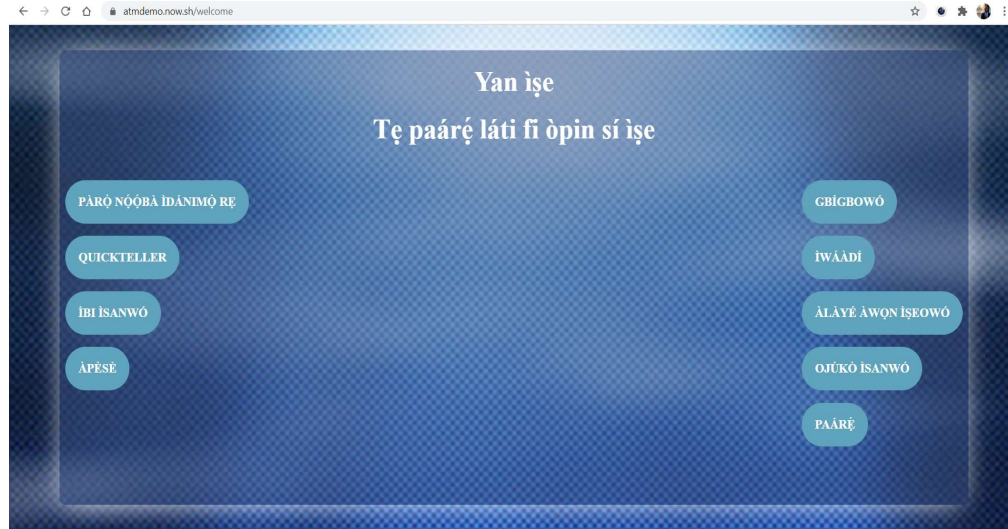 atmdemo.now.sh/welcome
Yan ìṣe
Tẹ paárẹ́ láti fi òpin sí ìṣe
PÀRỌ̀ NỌ́Ọ́BÀ ÌDÁNIMỌ̀ RẸ
QUICKTELLER
ÌBI ÌSANWÓ
ÀPÈSÈ
GBÍGBOWÓ
ÌWÁÀDÍ
ÀLÀYÉ ÀWỌN ÌṢEOWÓ
OJÚKÒ ÌSANWÓ
PAÁRẸ́